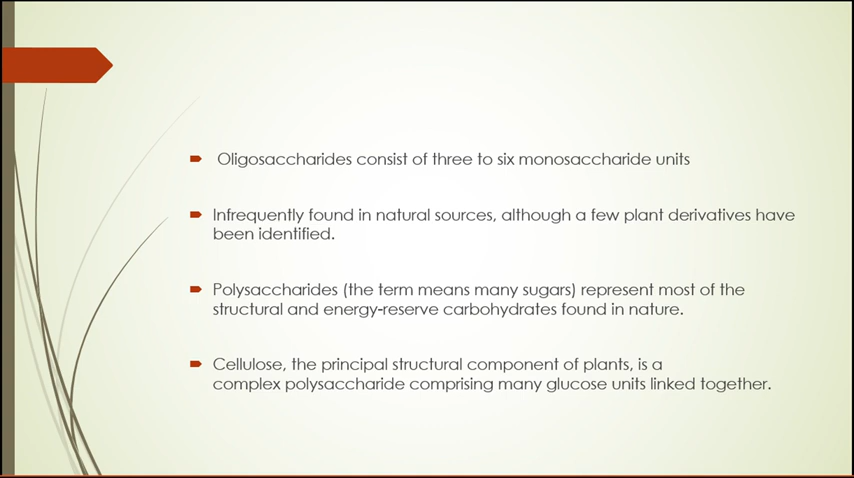 Oligosaccharides consist of three to six monosaccharide units
Infrequently found in natural sources, although a few plant derivatives have
been identified.
Polysaccharides (the term means many sugars) represent most of the
structural and energy-reserve carbohydrates found in nature.
Cellulose, the principal structural component of plants, is a
complex polysaccharide comprising many glucose units linked together.